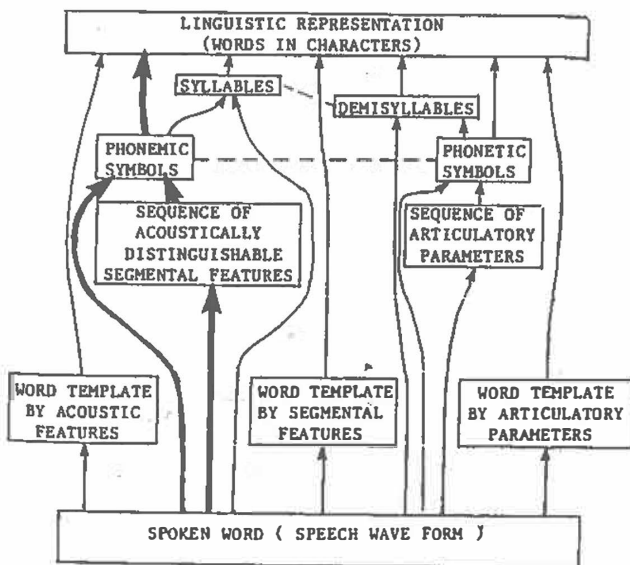 LINGUISTIC REPRESENTATION
(WORDS IN CHARACTERS)
SYLLABLES
DEMISYLLABLES
PHONEMIC
SYMBOLS
PHONETIC
SYMBOLS
SEQUENCE OF
ACOUSTICALLY
DISTINGUISHABLE
SEGMENTAL FEATURES
SEQUENCE OF
ARTICULATORY
PARAMETERS
WORD TEMPLATE
BY ACOUSTIC
FEATURES
WORD TEMPLATE
BY SEGMENTAL
FEATURES
WORD TEMPLATE
BY ARTICULATORY
PARAMETERS
SPOKEN WORD ( SPEECH WAVE FORM )